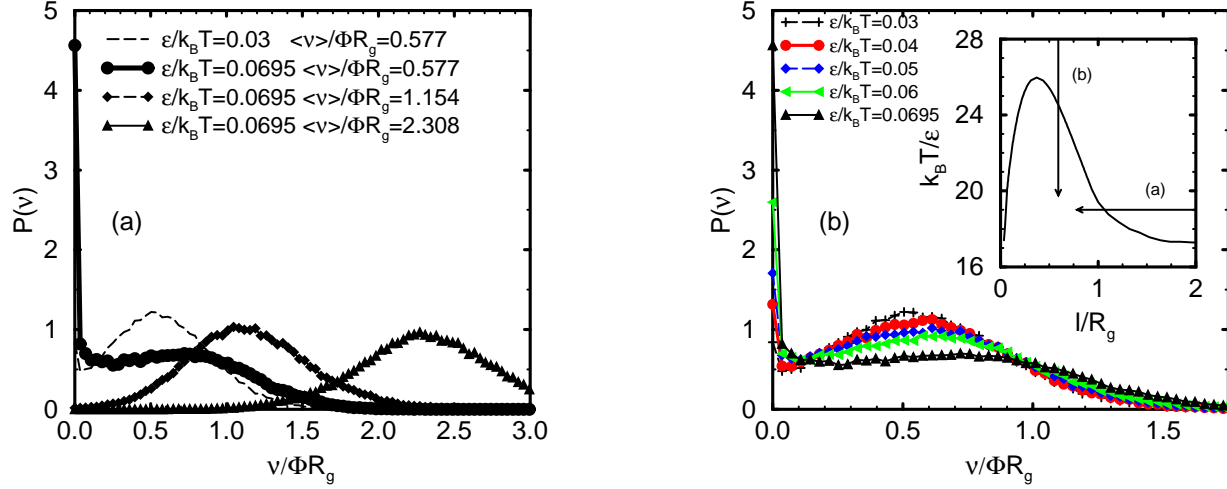 5
4
3
2
1
0
P(ν)
0.0 0.5 1.0 1.5 2.0 2.5 3.0
ν/ΦR_g
ε/k_BT=0.03 <ν>/ΦR_g=0.577
ε/k_BT=0.0695 <ν>/ΦR_g=0.577
ε/k_BT=0.0695 <ν>/ΦR_g=1.154
ε/k_BT=0.0695 <ν>/ΦR_g=2.308
(a)
5
4
3
2
1
0
P(ν)
0.0 0.5 1.0 1.5
ν/ΦR_g
ε/k_BT=0.03
ε/k_BT=0.04
ε/k_BT=0.05
ε/k_BT=0.06
ε/k_BT=0.0695
(b)
28
24
20
16
k_BT/ε
0 1 2
l/R_g
(b)
(a)